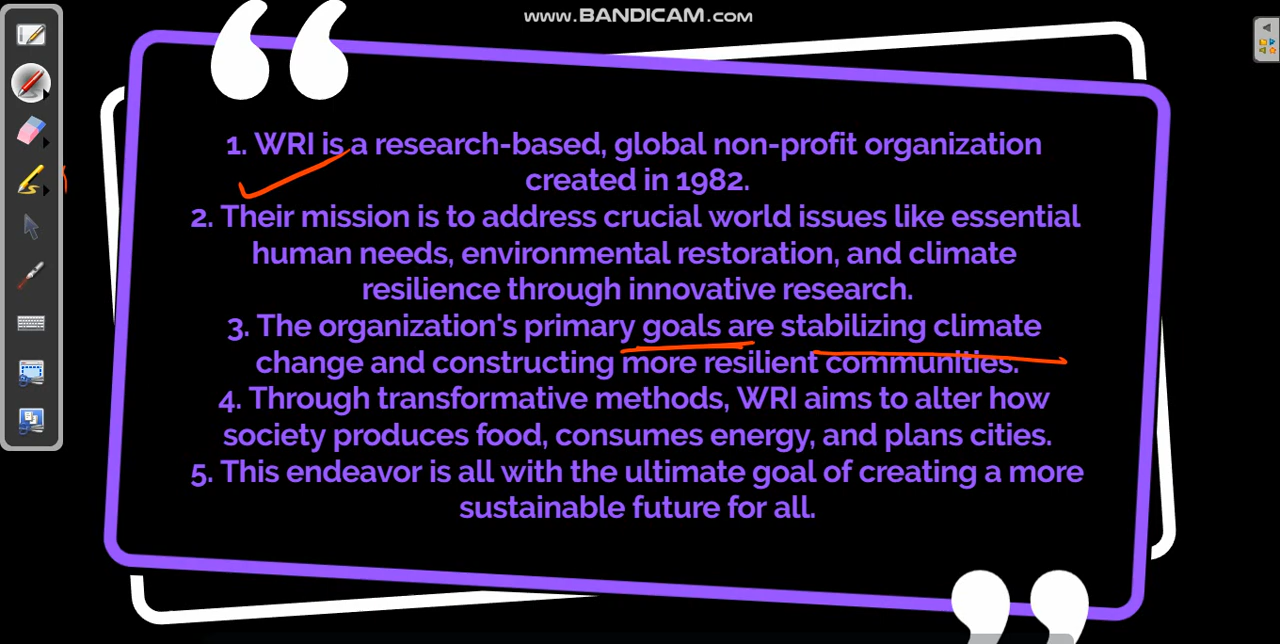 www.BANDICAM.com
1. WRI is a research-based, global non-profit organization
created in 1982.
2. Their mission is to address crucial world issues like essential
human needs, environmental restoration, and climate
resilience through innovative research.
3. The organization's primary goals are stabilizing climate
change and constructing more resilient communities.
4. Through transformative methods, WRI aims to alter how
society produces food, consumes energy, and plans cities.
5. This endeavor is all with the ultimate goal of creating a more
sustainable future for all.